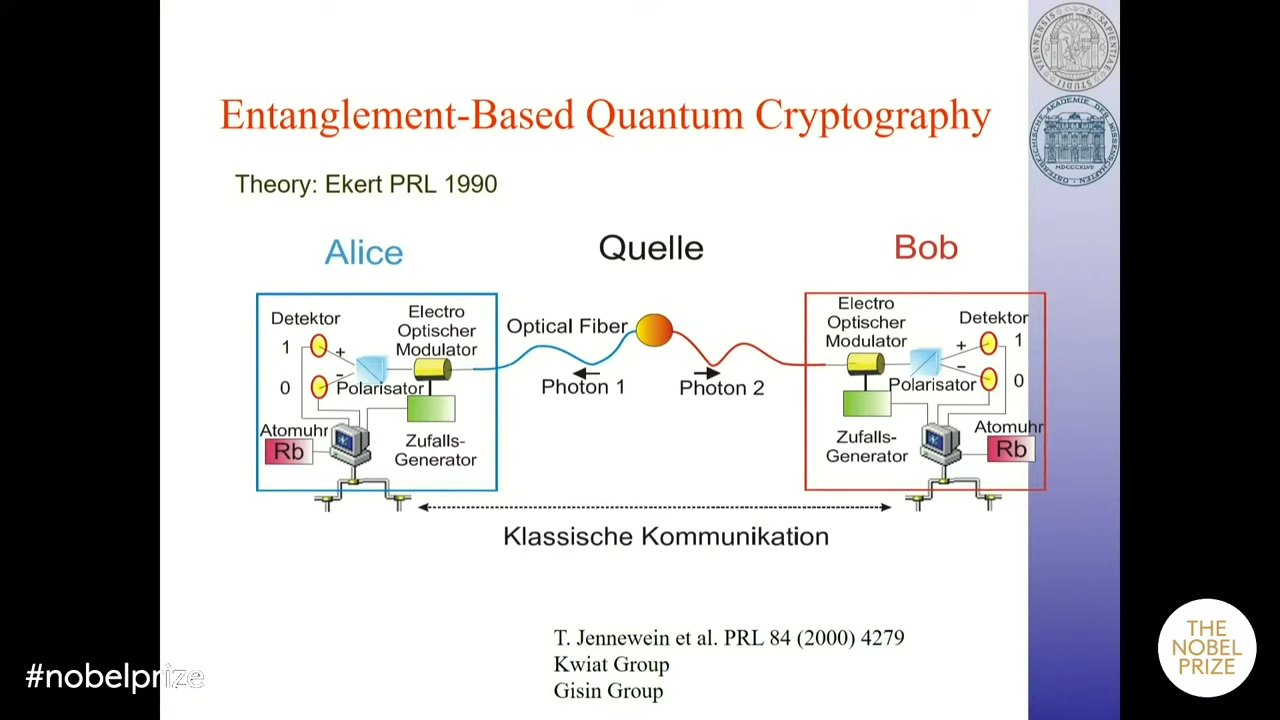 Entanglement-Based Quantum Cryptography
Theory: Ekert PRL 1990
Alice
Quelle
Bob
Detektor
1
0
+
−
Electro
Optischer
Modulator
Polarisator
Atomuhr
Rb
Zufalls-
Generator
Optical Fiber
Photon 1
Photon 2
Electro
Optischer
Modulator
Detektor
1
0
+
−
Polarisator
Zufalls-
Generator
Atomuhr
Rb
Klassische Kommunikation
T. Jennewein et al. PRL 84 (2000) 4279
Kwiat Group
Gisin Group
#nobelprize
THE
NOBEL
PRIZE